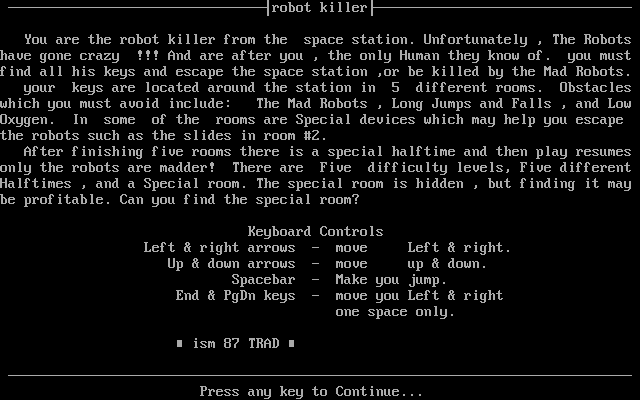 robot killer
You are the robot killer from the space station. Unfortunately , The Robots
have gone crazy !!! And are after you , the only Human they know of. you must
find all his keys and escape the space station ,or be killed by the Mad Robots.
your keys are located around the station in 5 different rooms. Obstacles
which you must avoid include: The Mad Robots , Long Jumps and Falls , and Low
Oxygen. In some of the rooms are Special devices which may help you escape
the robots such as the slides in room #2.
After finishing five rooms there is a special halftime and then play resumes
only the robots are madder! There are Five difficulty levels, Five different
Halftimes , and a Special room. The special room is hidden , but finding it may
be profitable. Can you find the special room?
Keyboard Controls
Left & right arrows - move Left & right.
Up & down arrows - move up & down.
Spacebar - Make you jump.
End & PgDn keys - move you Left & right
one space only.
■ ism 87 TRAD ■
Press any key to Continue...